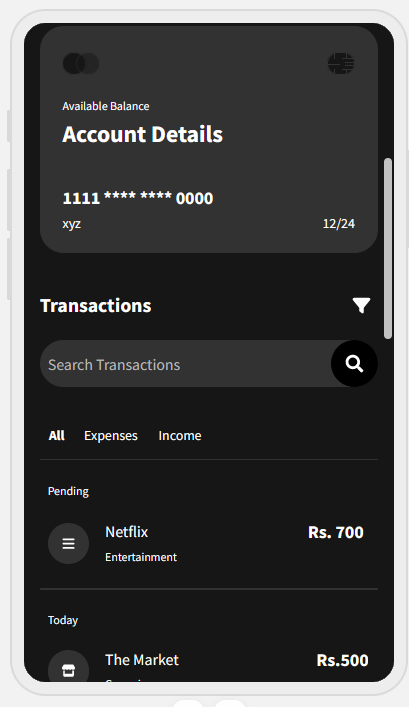 Available Balance
Account Details
1111 **** **** 0000
xyz 12/24
Transactions
Search Transactions
All Expenses Income
Pending
Netflix Rs. 700
Entertainment
Today
The Market Rs.500